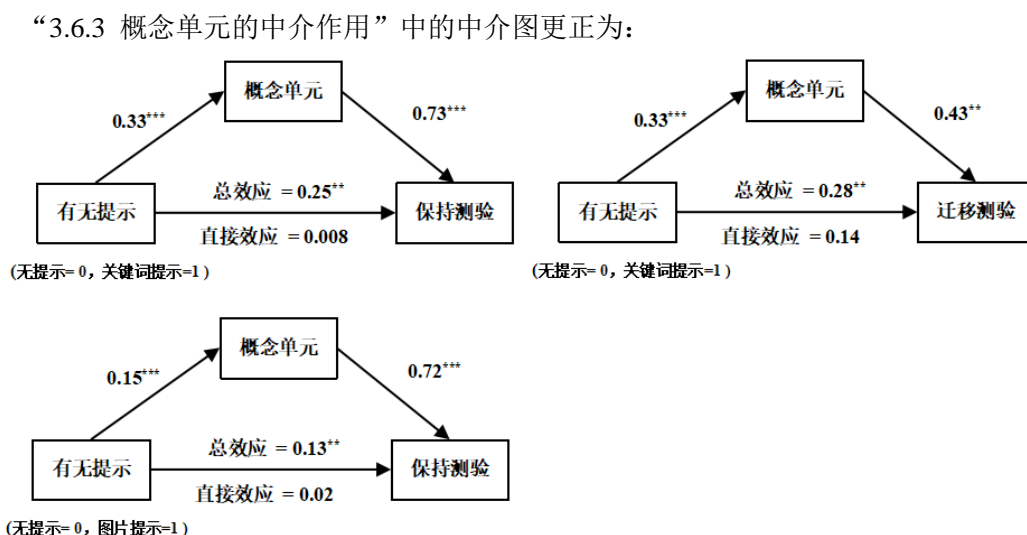 “3.6.3 概念单元的中介作用”中的中介图更正为：
概念单元
0.33***
0.73***
有无提示
总效应 = 0.25**
直接效应 = 0.008
保持测验
(无提示= 0，关键词提示=1 )
概念单元
0.33***
0.43**
有无提示
总效应 = 0.28**
直接效应 = 0.14
迁移测验
(无提示= 0，关键词提示=1 )
概念单元
0.15***
0.72***
有无提示
总效应 = 0.13**
直接效应 = 0.02
保持测验
(无提示= 0，图片提示=1 )